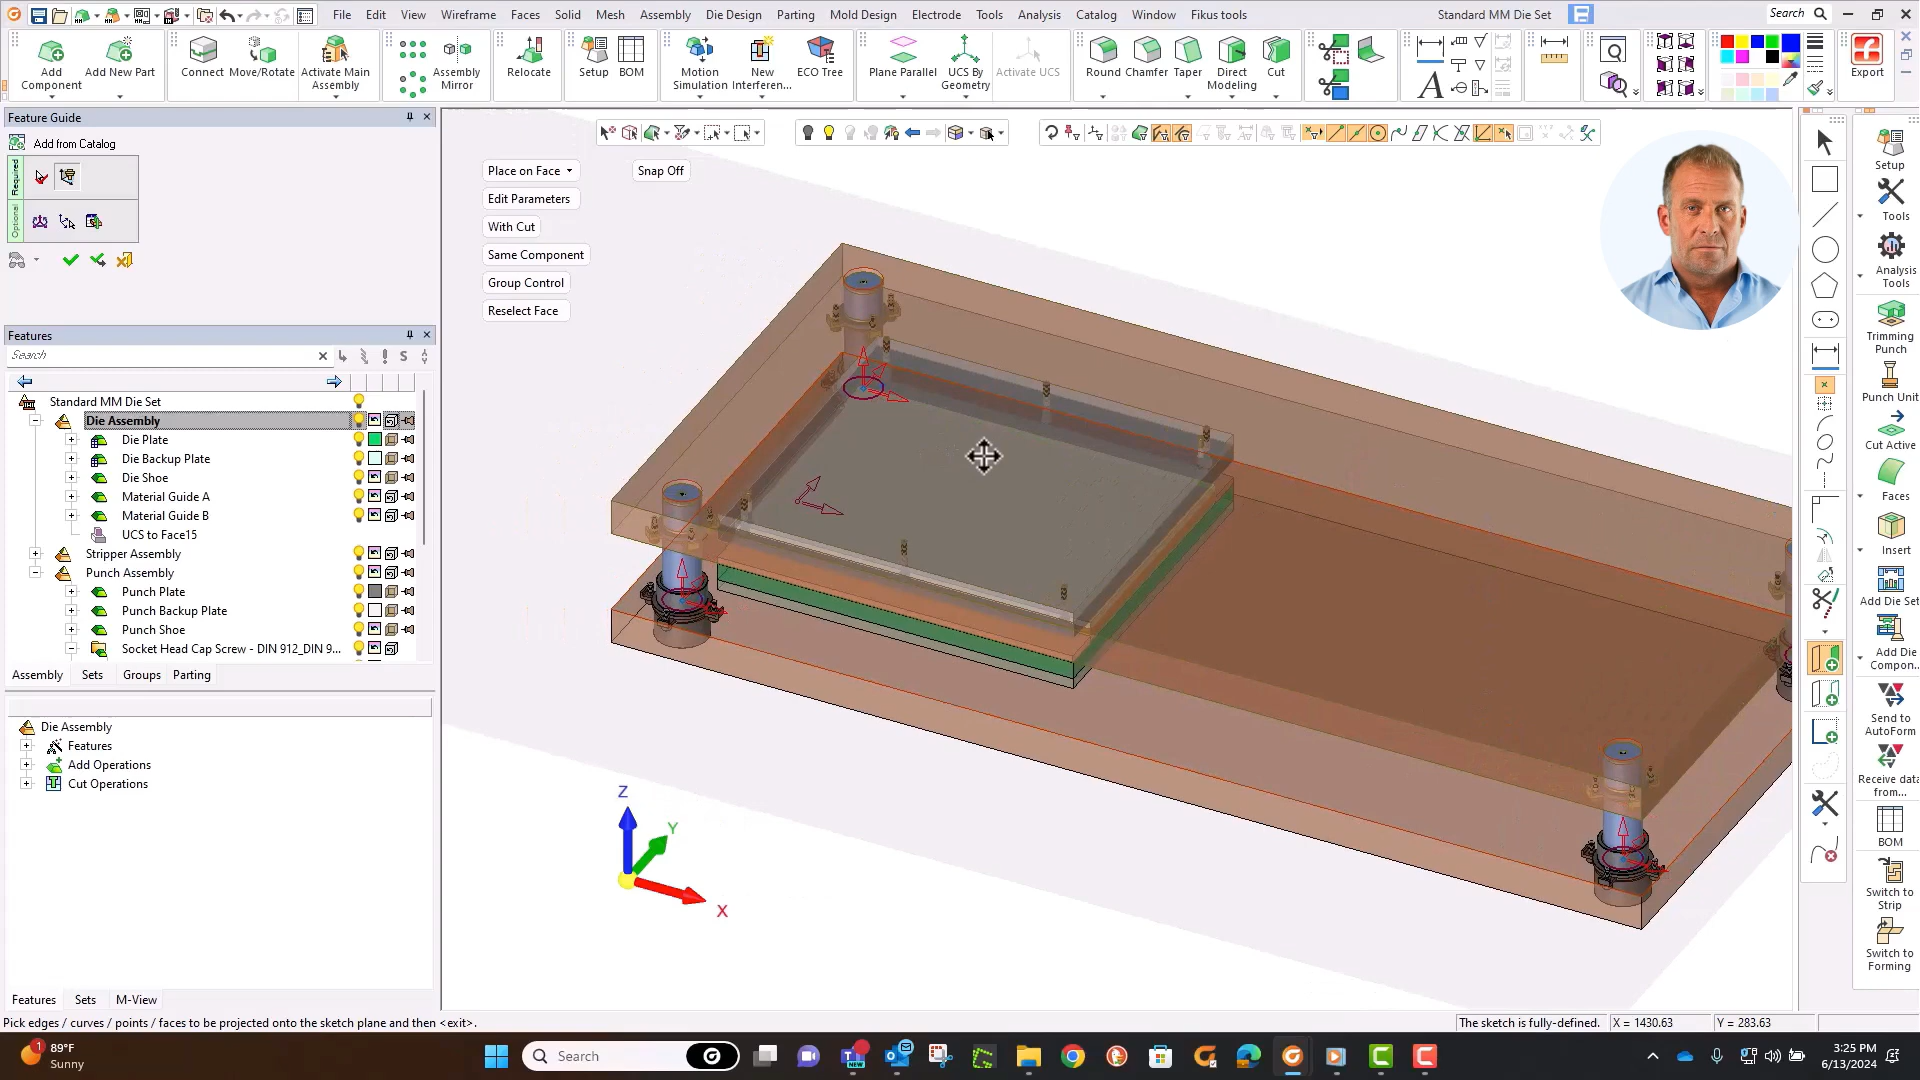 File Edit View Wireframe Faces Solid Mesh Assembly Die Design Parting Mold Design Electrode Tools Analysis Catalog Window Fikus tools
Standard MM Die Set
Search
Add Component
Add New Part
Connect
Move/Rotate
Activate Main Assembly
Assembly Mirror
Relocate
Setup
BOM
Motion Simulation
New Interferen...
ECO Tree
Plane Parallel
UCS By Geometry
Activate UCS
Round
Chamfer
Taper
Direct Modeling
Cut
Export
Feature Guide
Add from Catalog
Required
Optional
Features
Search
S
Standard MM Die Set
Die Assembly
Die Plate
Die Backup Plate
Die Shoe
Material Guide A
Material Guide B
UCS to Face15
Stripper Assembly
Punch Assembly
Punch Plate
Punch Backup Plate
Punch Shoe
Socket Head Cap Screw - DIN 912_DIN 9...
Assembly Sets Groups Parting
Die Assembly
Features
Add Operations
Cut Operations
Features Sets M-View
Place on Face
Snap Off
Edit Parameters
With Cut
Same Component
Group Control
Reselect Face
Z
Y
X
Setup
Tools
Analysis Tools
Trimming Punch
Punch Unit
Cut Active
Faces
Insert
Add Die Set
Add Die Compon...
Send to AutoForm
Receive data from...
BOM
Switch to Strip
Switch to Forming
Pick edges / curves / points / faces to be projected onto the sketch plane and then <exit>.
The sketch is fully-defined.
X = 1430.63
Y = 283.63
1
89°F
Sunny
Search
NEW
3:25 PM
6/13/2024